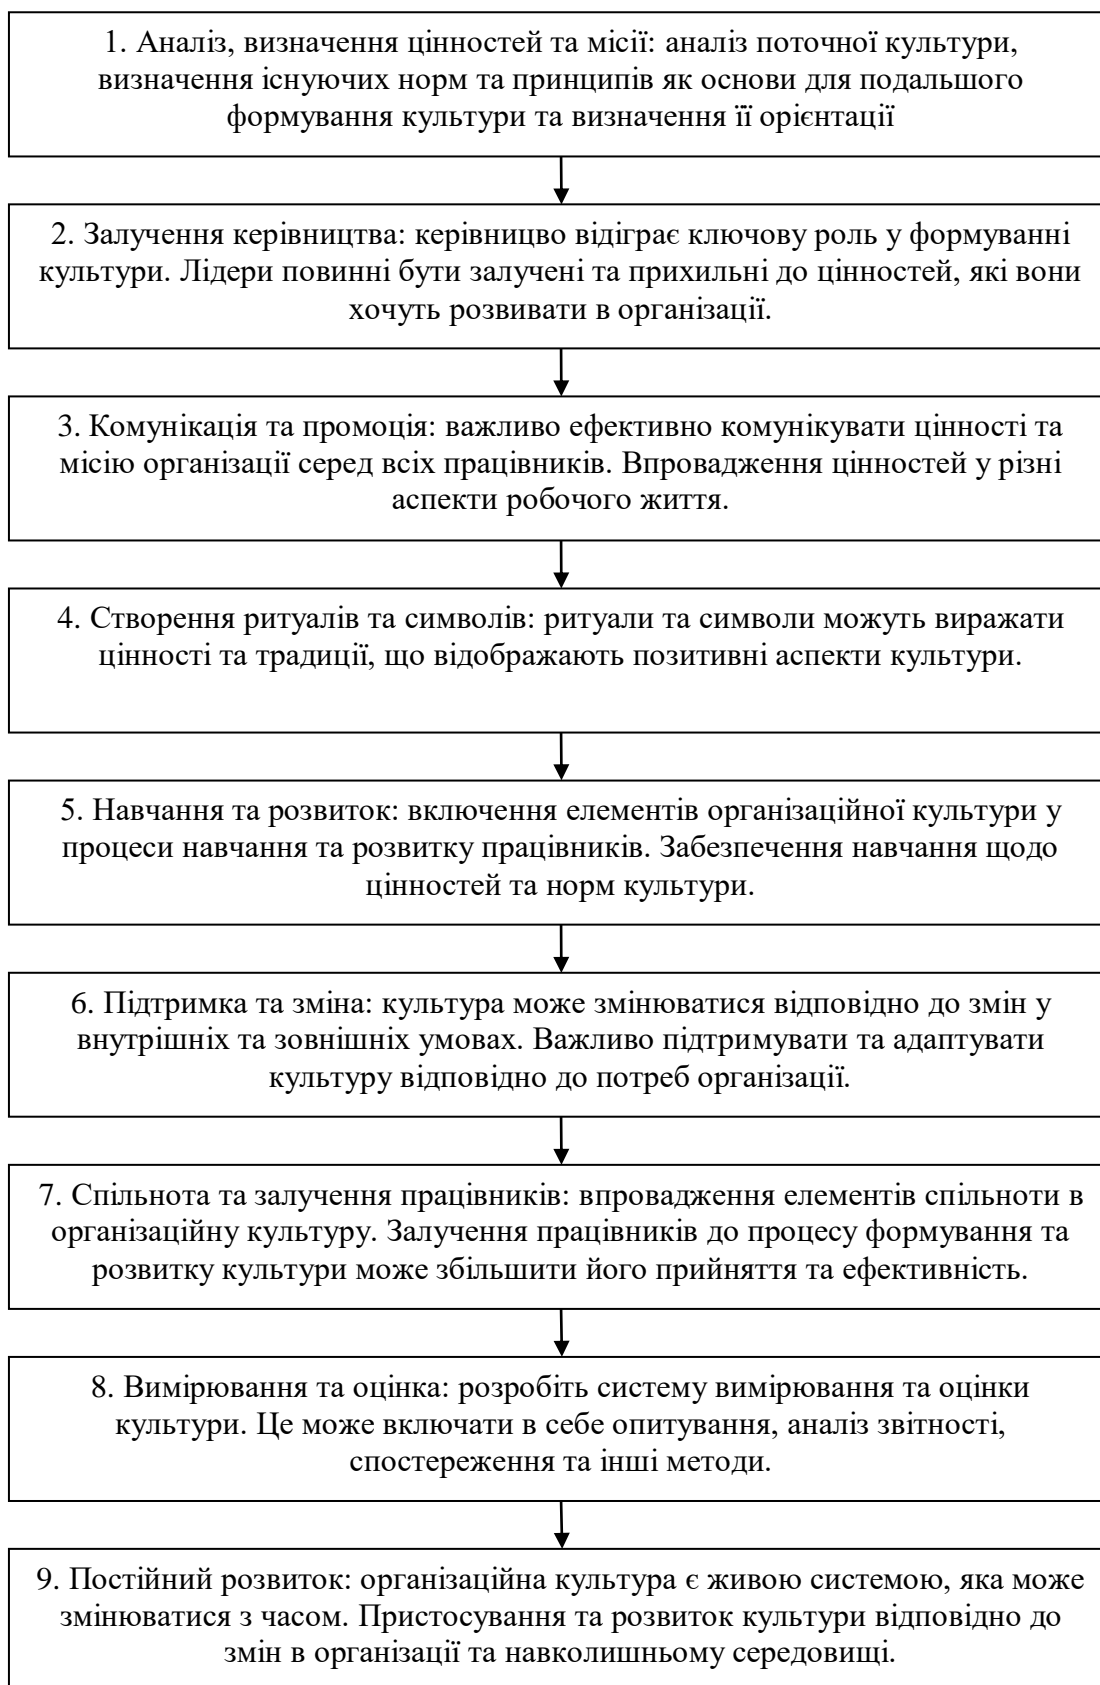 1. Аналіз, визначення цінностей та місії: аналіз поточної культури,
визначення існуючих норм та принципів як основи для подальшого
формування культури та визначення її орієнтації
2. Залучення керівництва: керівницво відіграє ключову роль у формуванні
культури. Лідери повинні бути залучені та прихильні до цінностей, які вони
хочуть розвивати в організації.
3. Комунікація та промоція: важливо ефективно комунікувати цінності та
місію організації серед всіх працівників. Впровадження цінностей у різні
аспекти робочого життя.
4. Створення ритуалів та символів: ритуали та символи можуть виражати
цінності та традиції, що відображають позитивні аспекти культури.
5. Навчання та розвиток: включення елементів організаційної культури у
процеси навчання та розвитку працівників. Забезпечення навчання щодо
цінностей та норм культури.
6. Підтримка та зміна: культура може змінюватися відповідно до змін у
внутрішніх та зовнішніх умовах. Важливо підтримувати та адаптувати
культуру відповідно до потреб організації.
7. Спільнота та залучення працівників: впровадження елементів спільноти в
організаційну культуру. Залучення працівників до процесу формування та
розвитку культури може збільшити його прийняття та ефективність.
8. Вимірювання та оцінка: розробіть систему вимірювання та оцінки
культури. Це може включати в себе опитування, аналіз звітності,
спостереження та інші методи.
9. Постійний розвиток: організаційна культура є живою системою, яка може
змінюватися з часом. Пристосування та розвиток культури відповідно до
змін в організації та навколишньому середовищі.